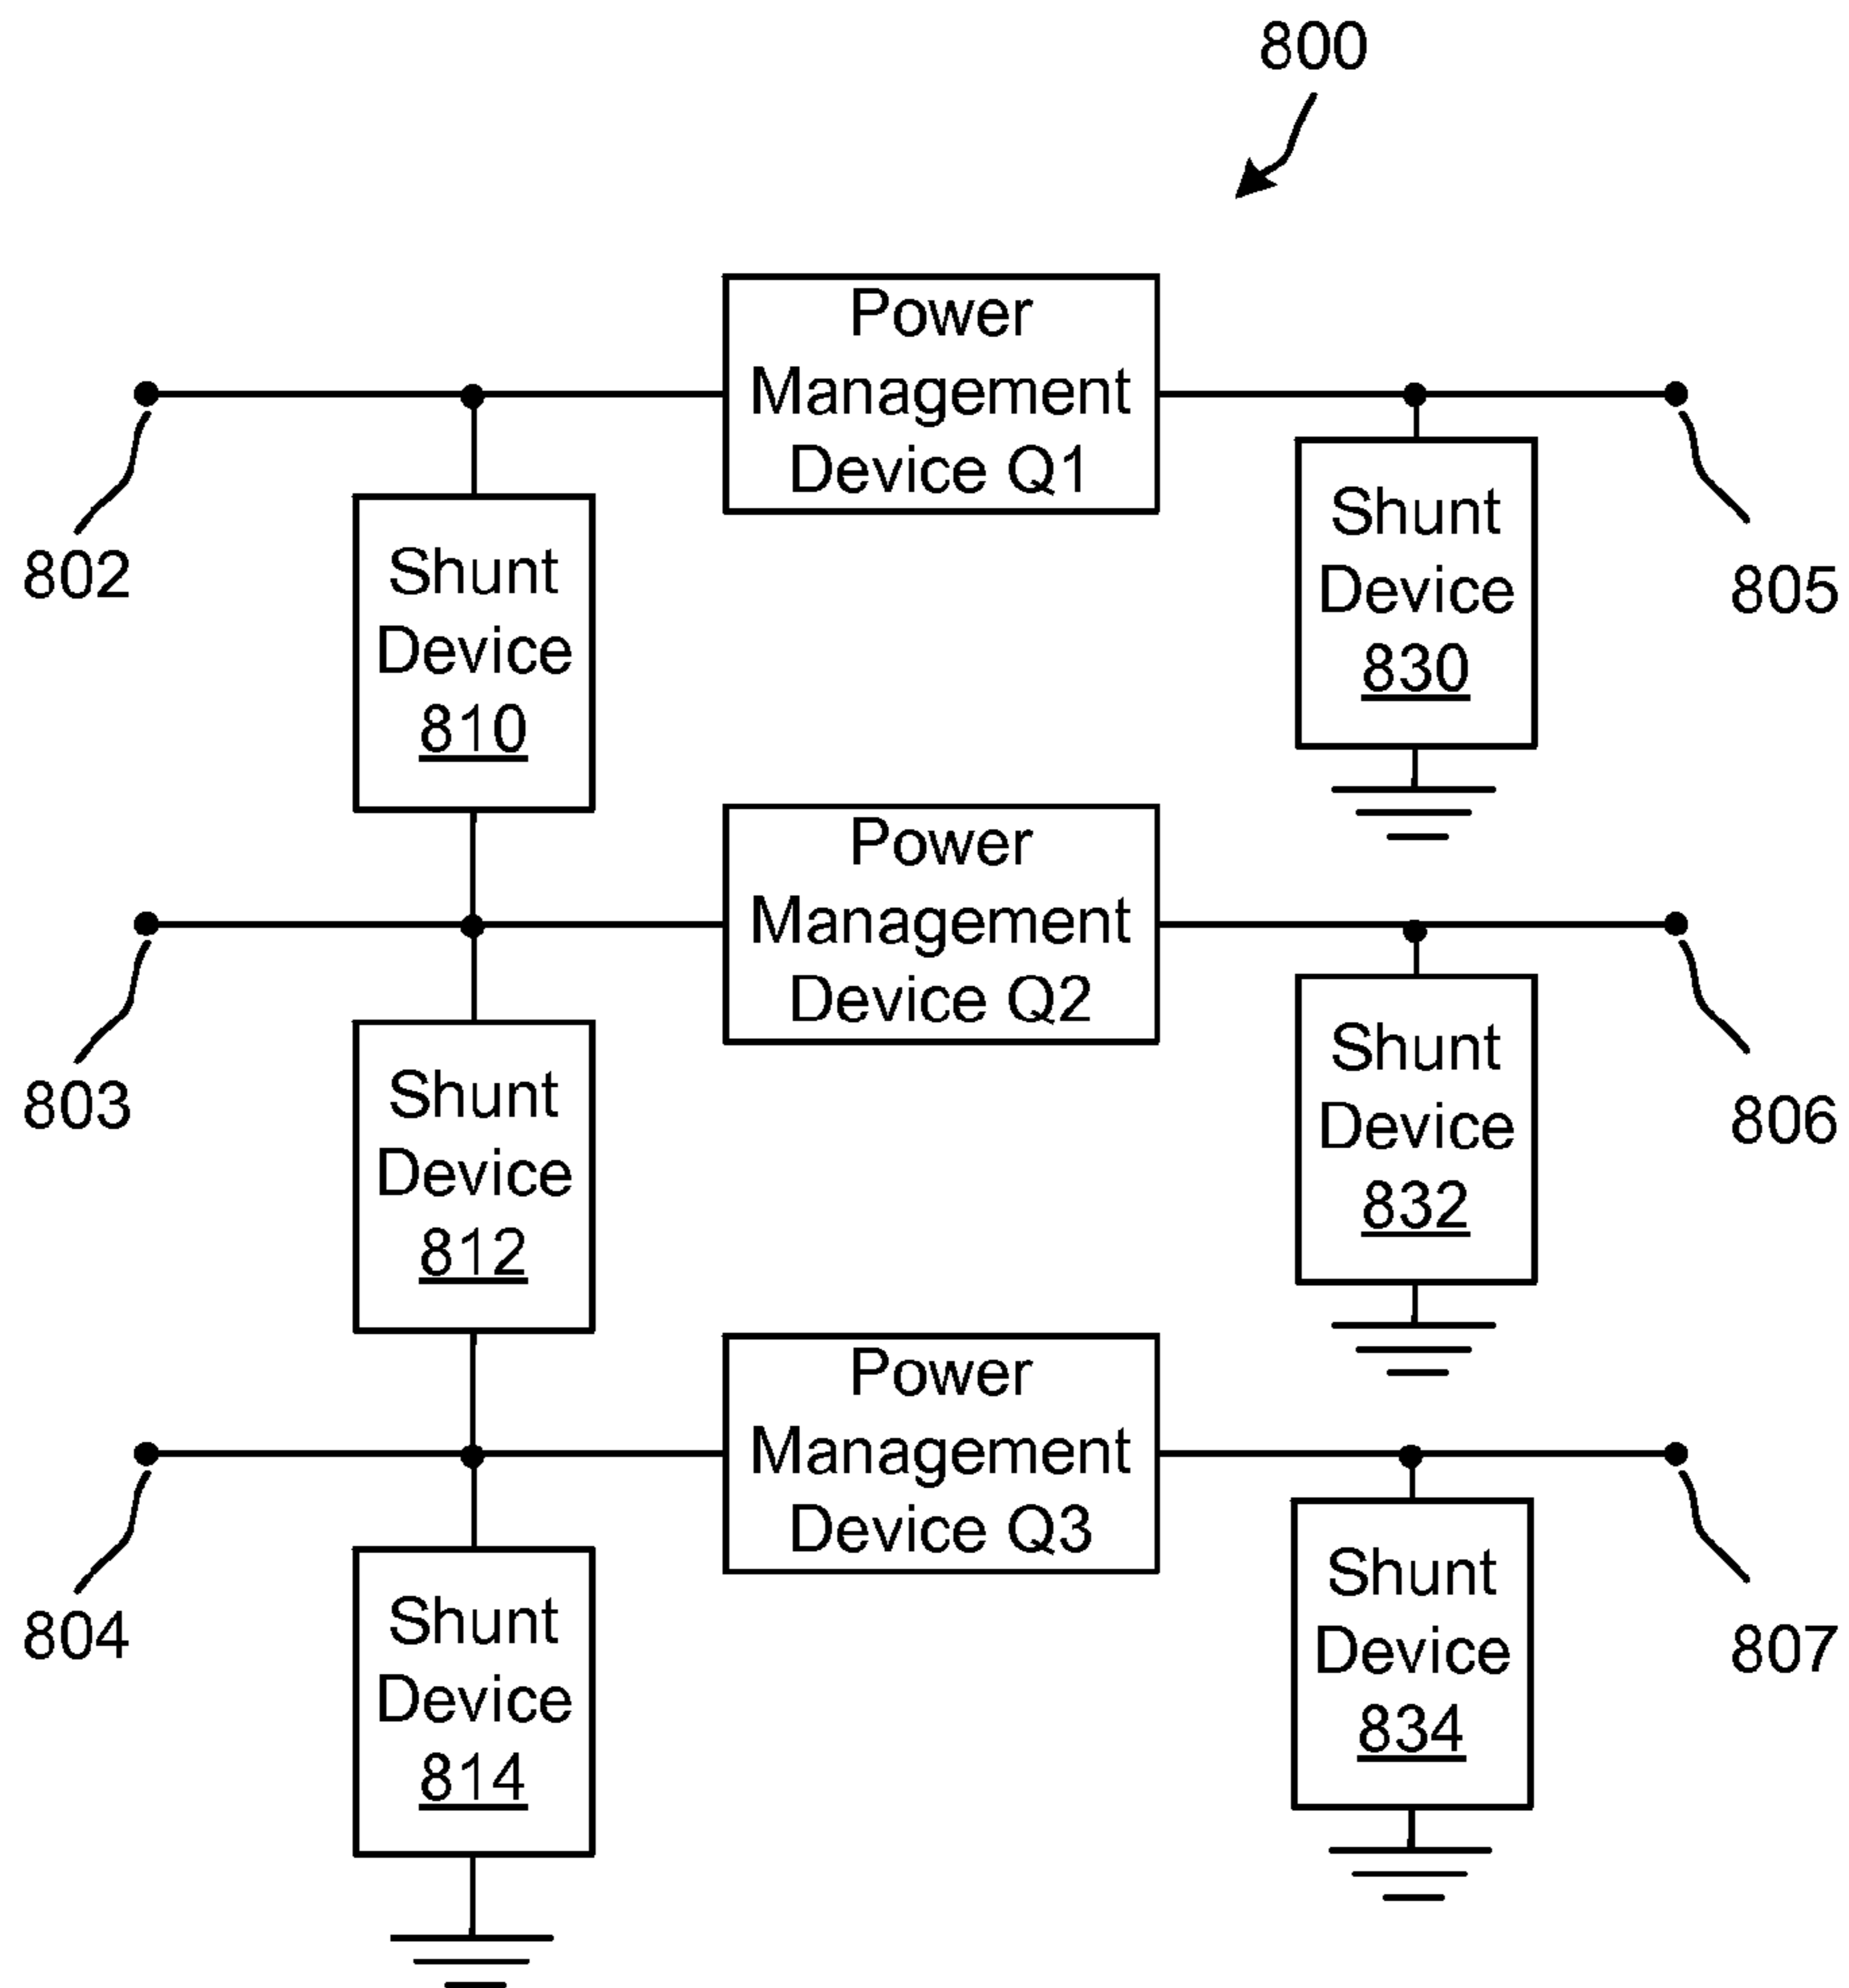 800
Power
Management
Device Q1
Shunt
Device
830
Shunt
Device
810
802
805
Power
Management
Device Q2
Shunt
Device
832
Shunt
Device
812
803
806
Power
Management
Device Q3
Shunt
Device
834
Shunt
Device
814
804
807